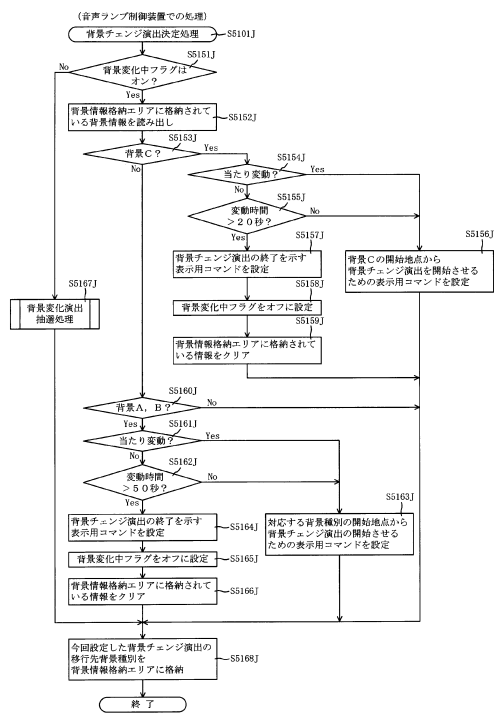 （音声ランプ制御装置での処理）
背景チェンジ演出決定処理
S5101J
S5151J
背景変化中フラグは
オン？
No
Yes
背景情報格納エリアに格納されて
いる背景情報を読み出し
S5152J
S5153J
背景Ｃ？
Yes
No
S5154J
当たり変動？
Yes
No
S5155J
変動時間
＞２０秒？
No
Yes
S5156J
背景Ｃの開始地点から
背景チェンジ演出を開始させる
ための表示用コマンドを設定
S5157J
背景チェンジ演出の終了を示す
表示用コマンドを設定
S5158J
背景変化中フラグをオフに設定
S5159J
背景情報格納エリアに格納されて
いる情報をクリア
S5167J
背景変化演出
抽選処理
S5160J
背景Ａ，Ｂ？
No
Yes
S5161J
当たり変動？
Yes
No
S5162J
変動時間
＞５０秒？
No
Yes
S5163J
対応する背景種別の開始地点から
背景チェンジ演出の開始させる
ための表示用コマンドを設定
背景チェンジ演出の終了を示す
表示用コマンドを設定
S5164J
背景変化中フラグをオフに設定
S5165J
背景情報格納エリアに格納されて
いる情報をクリア
S5166J
今回設定した背景チェンジ演出の
移行先背景種別を
背景情報格納エリアに格納
S5168J
終了